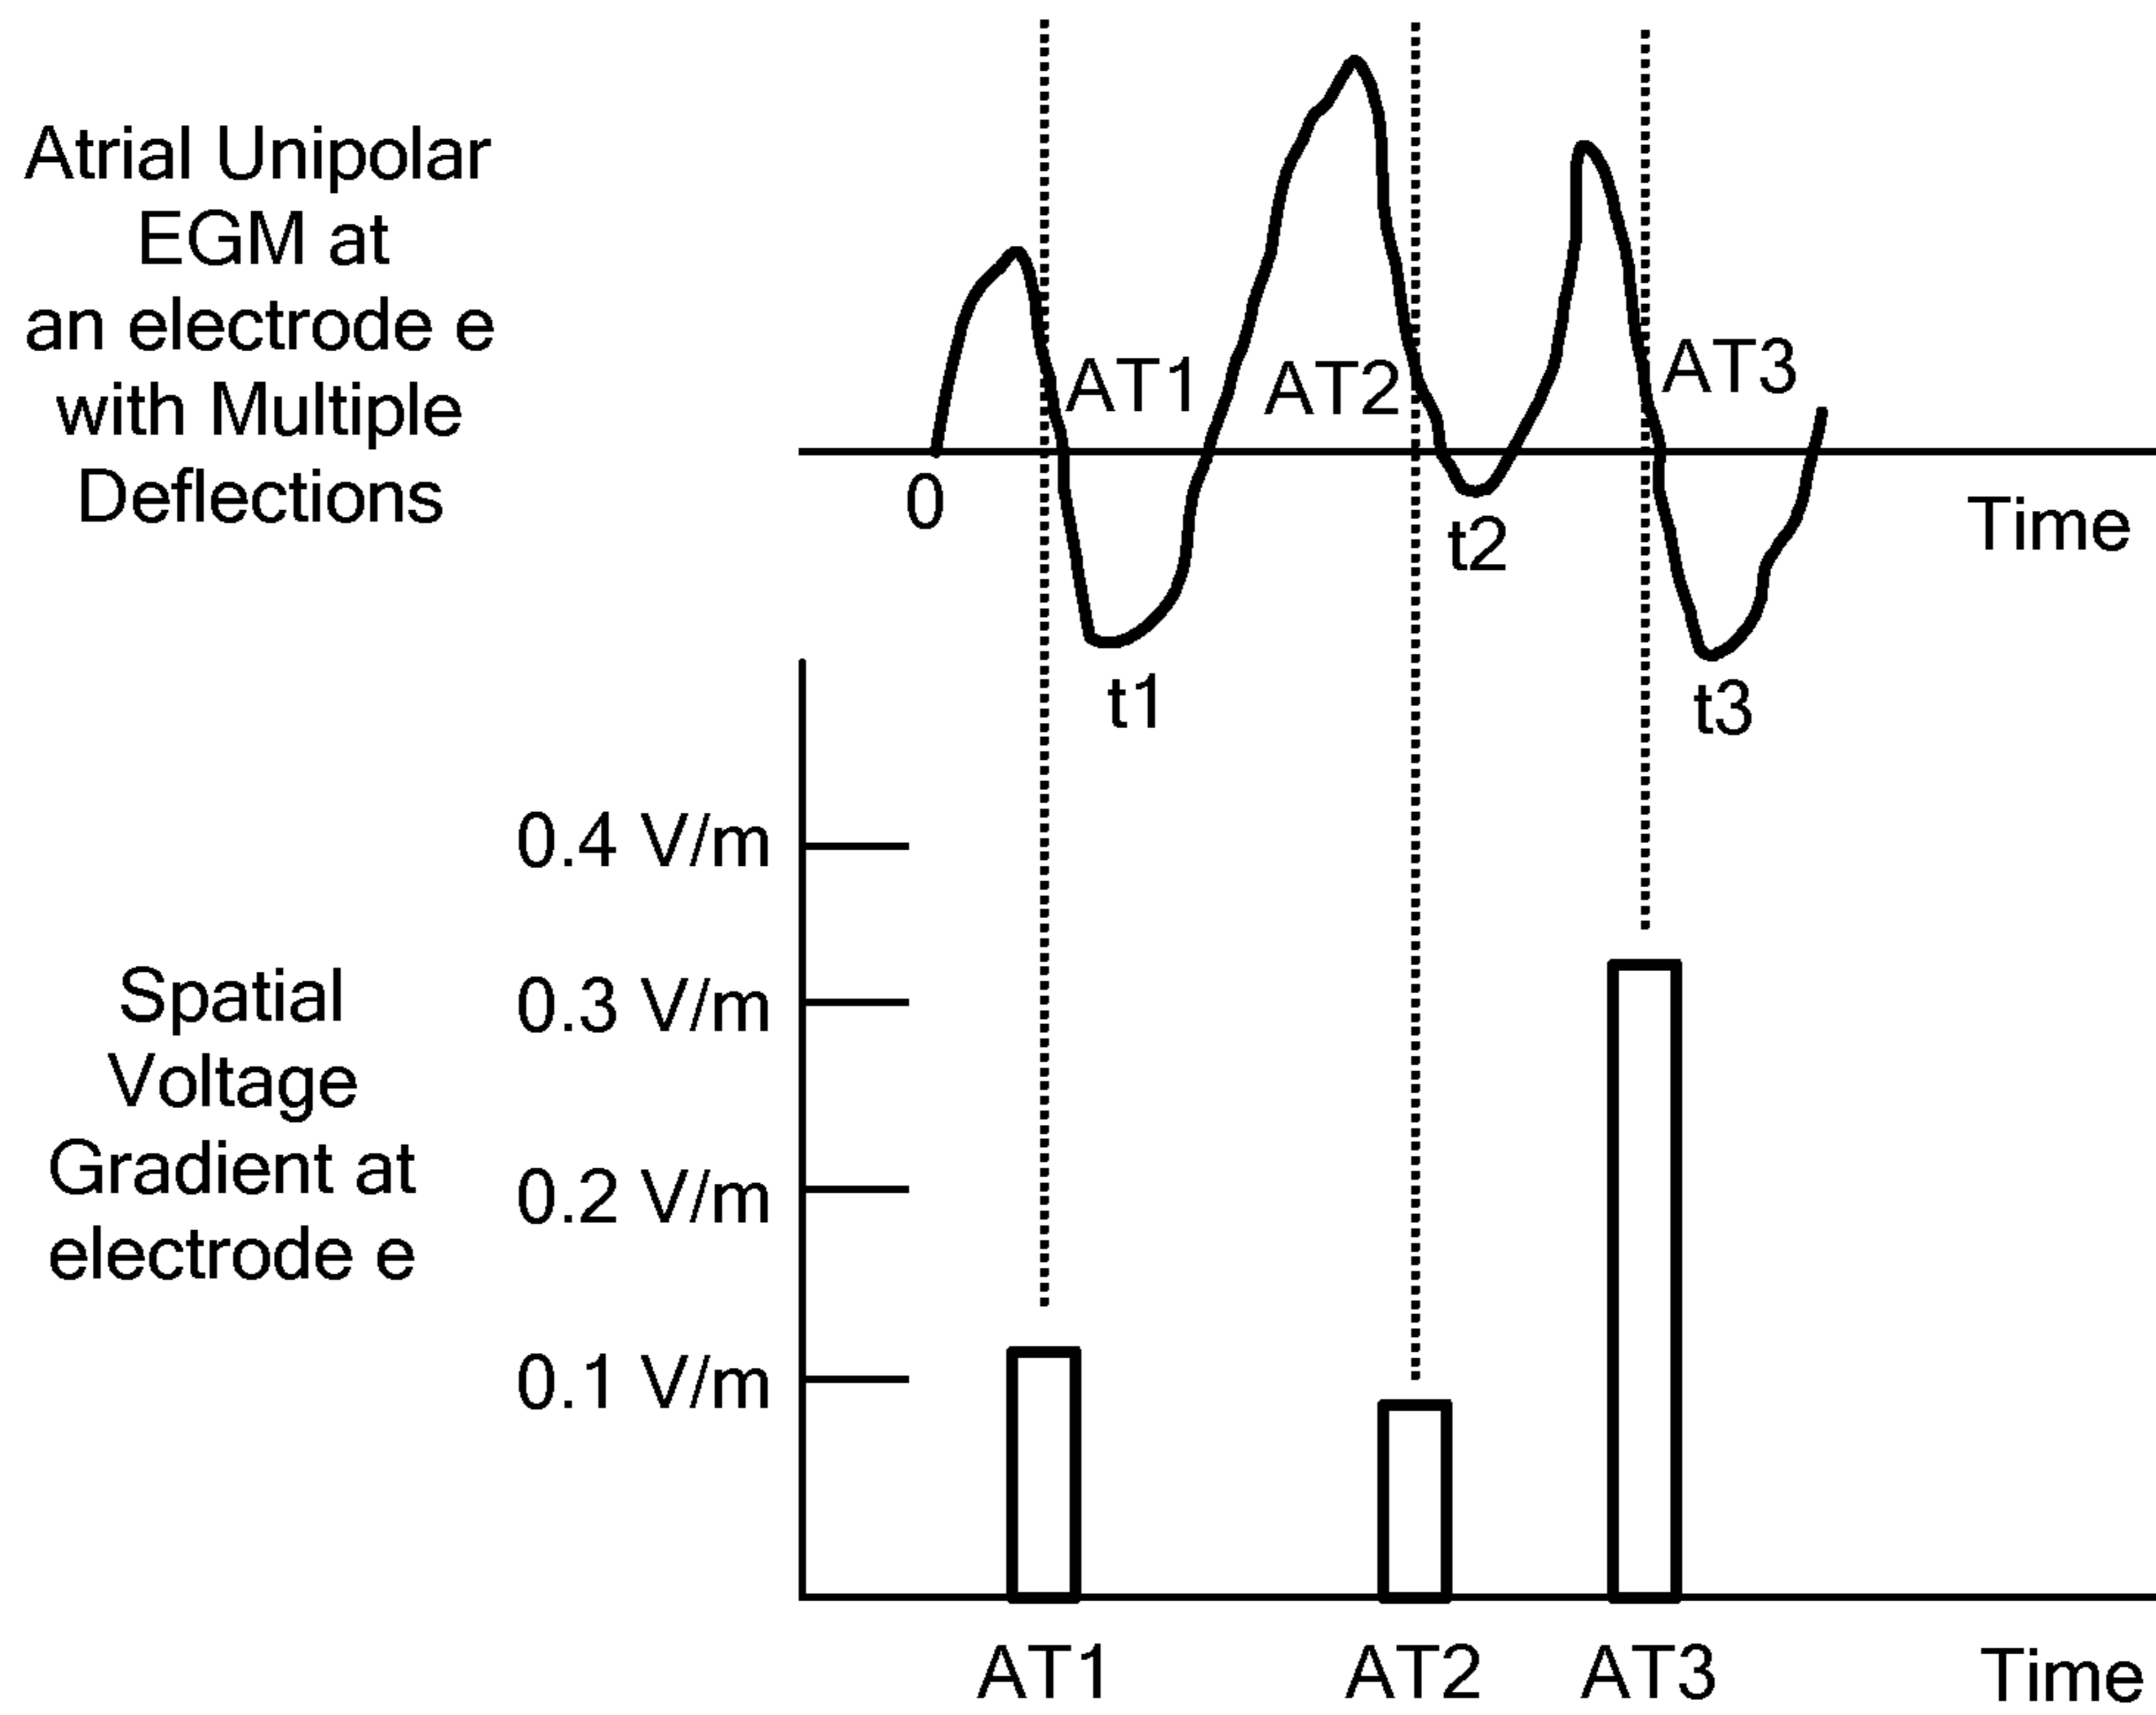 Atrial Unipolar
EGM at
an electrode e
with Multiple
Deflections
AT1
AT2
AT3
0
t1
t2
t3
Time
Spatial
Voltage
Gradient at
electrode e
0.4 V/m
0.3 V/m
0.2 V/m
0.1 V/m
AT1
AT2
AT3
Time